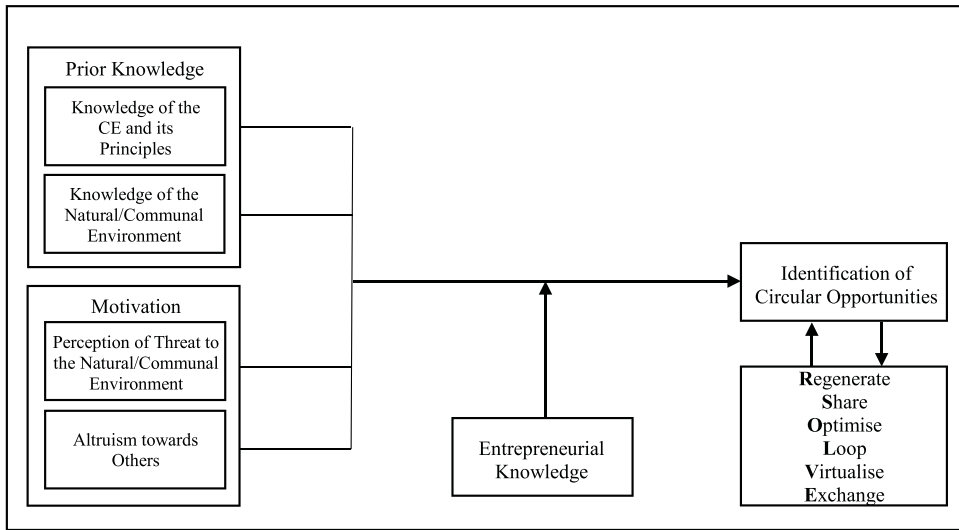 Prior Knowledge
Knowledge of the
CE and its
Principles
Knowledge of the
Natural/Communal
Environment
Motivation
Perception of Threat to
the Natural/Communal
Environment
Altruism towards
Others
Entrepreneurial
Knowledge
Identification of
Circular Opportunities
Regenerate
Share
Optimise
Loop
Virtualise
Exchange